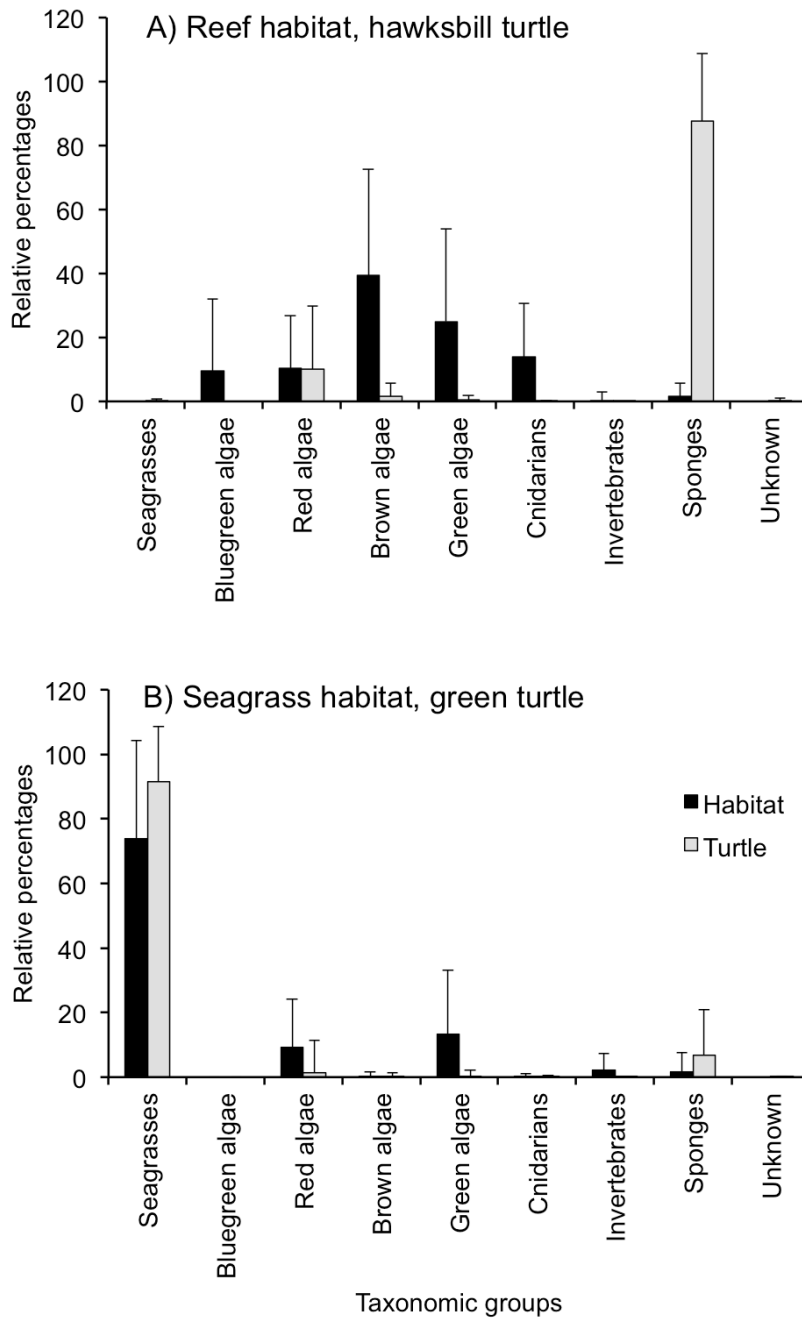 A) Reef habitat, hawksbill turtle
Relative percentages
120
100
80
60
40
20
0
Seagrasses
Bluegreen algae
Red algae
Brown algae
Green algae
Cnidarians
Invertebrates
Sponges
Unknown
B) Seagrass habitat, green turtle
Relative percentages
120
100
80
60
40
20
0
Habitat
Turtle
Seagrasses
Bluegreen algae
Red algae
Brown algae
Green algae
Cnidarians
Invertebrates
Sponges
Unknown
Taxonomic groups